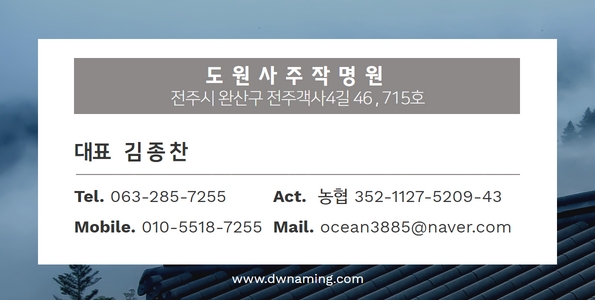 도원사주작명원
전주시 완산구 전주객사4길 46 , 715호
대표 김종찬
Tel. 063-285-7255 Act. 농협 352-1127-5209-43
Mobile. 010-5518-7255 Mail. ocean3885@naver.com
www.dwnaming.com